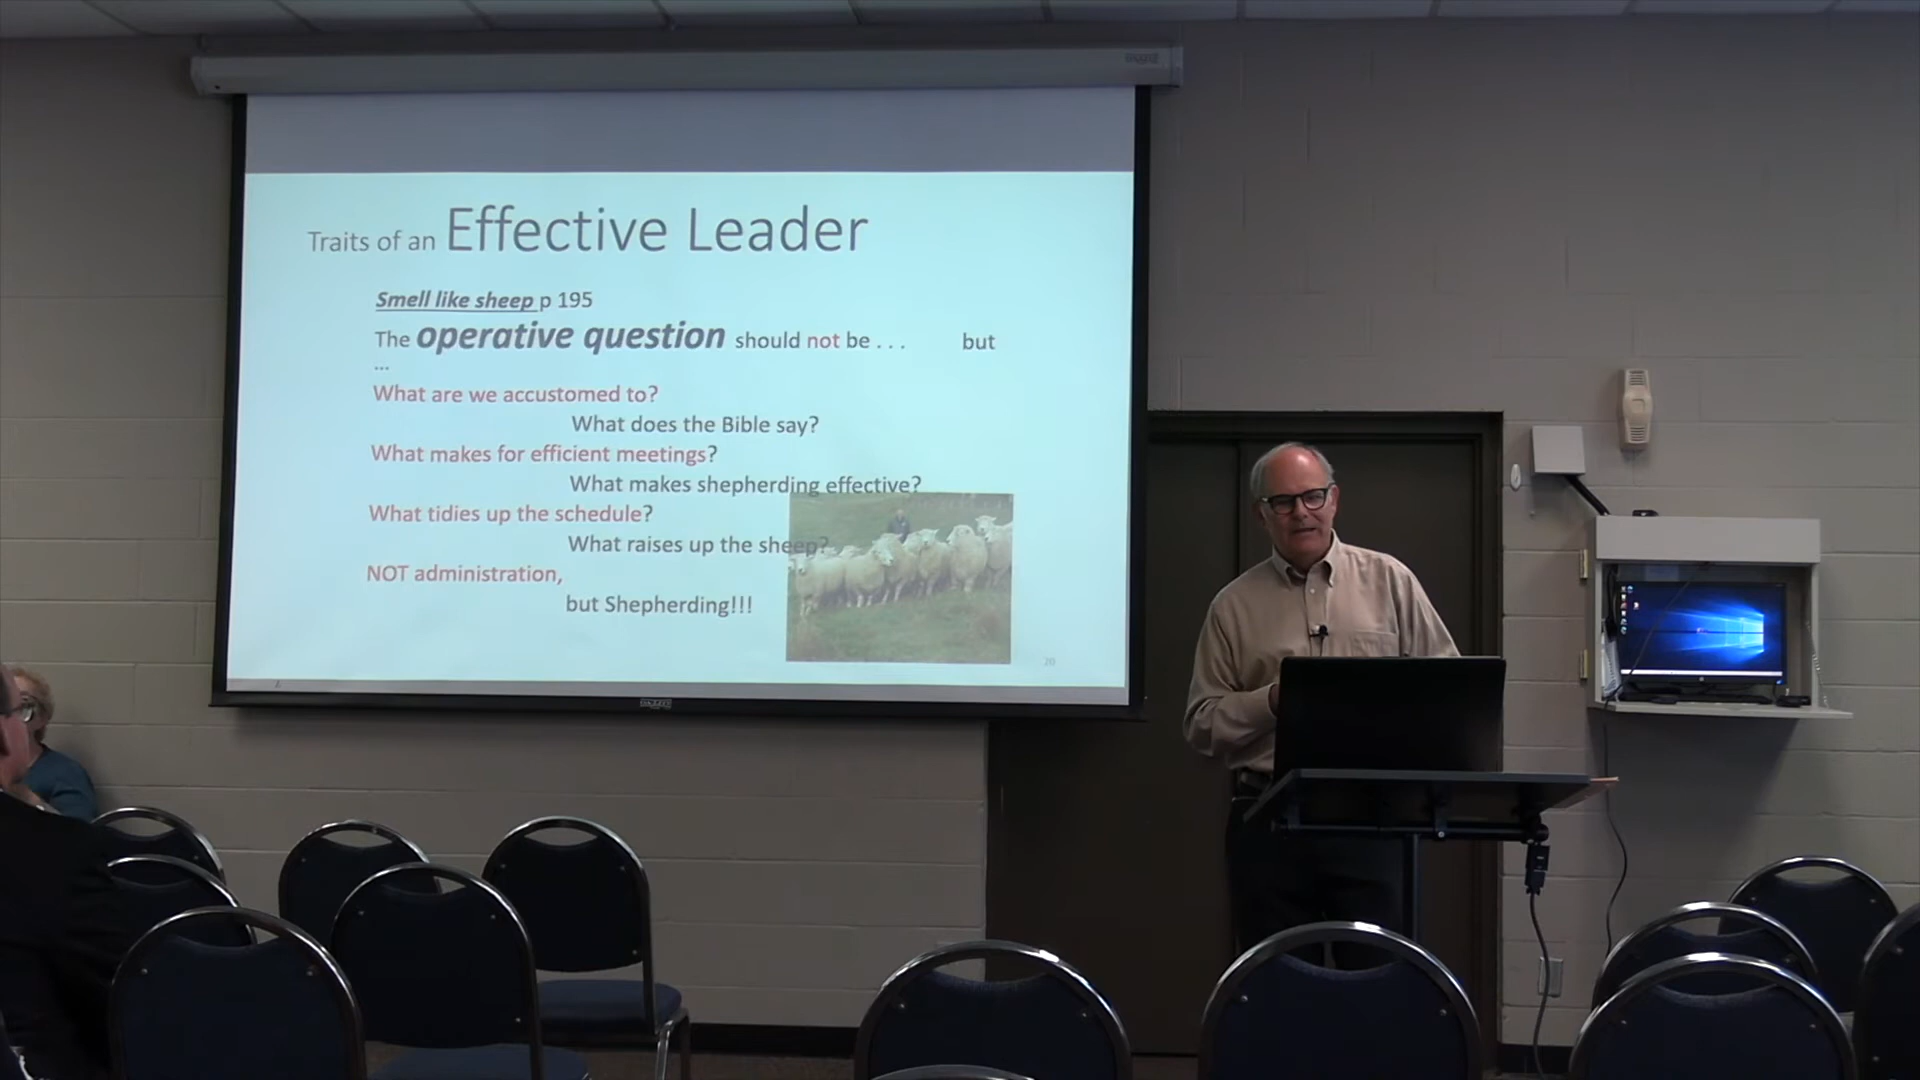 Traits of an Effective Leader
Smell like sheep p 195
The operative question should not be . . . but
...
What are we accustomed to?
What does the Bible say?
What makes for efficient meetings?
What makes shepherding effective?
What tidies up the schedule?
What raises up the sheep?
NOT administration,
but Shepherding!!!
20